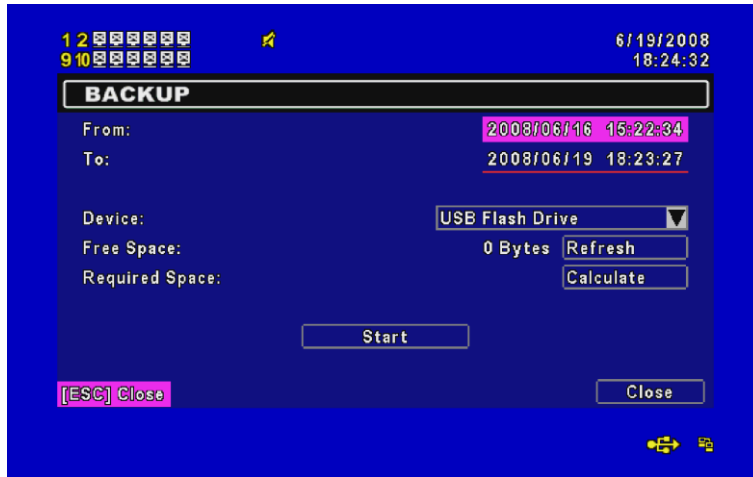 1 2 6/19/2008
9 10 18:24:32
BACKUP
From: 2008/06/16 15:22:34
To: 2008/06/19 18:23:27
Device: USB Flash Drive
Free Space: 0 Bytes Refresh
Required Space: Calculate
Start
[ESC] Close Close